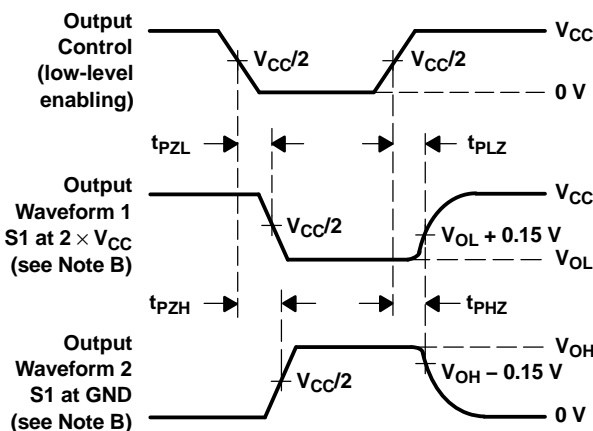 Output
Control
(low-level
enabling)
VCC/2
VCC/2
VCC
0 V
tPZL
tPLZ
Output
Waveform 1
S1 at 2 × VCC
(see Note B)
VCC/2
VCC
VOL + 0.15 V
VOL
tPZH
tPHZ
Output
Waveform 2
S1 at GND
(see Note B)
VCC/2
VOH
VOH − 0.15 V
0 V